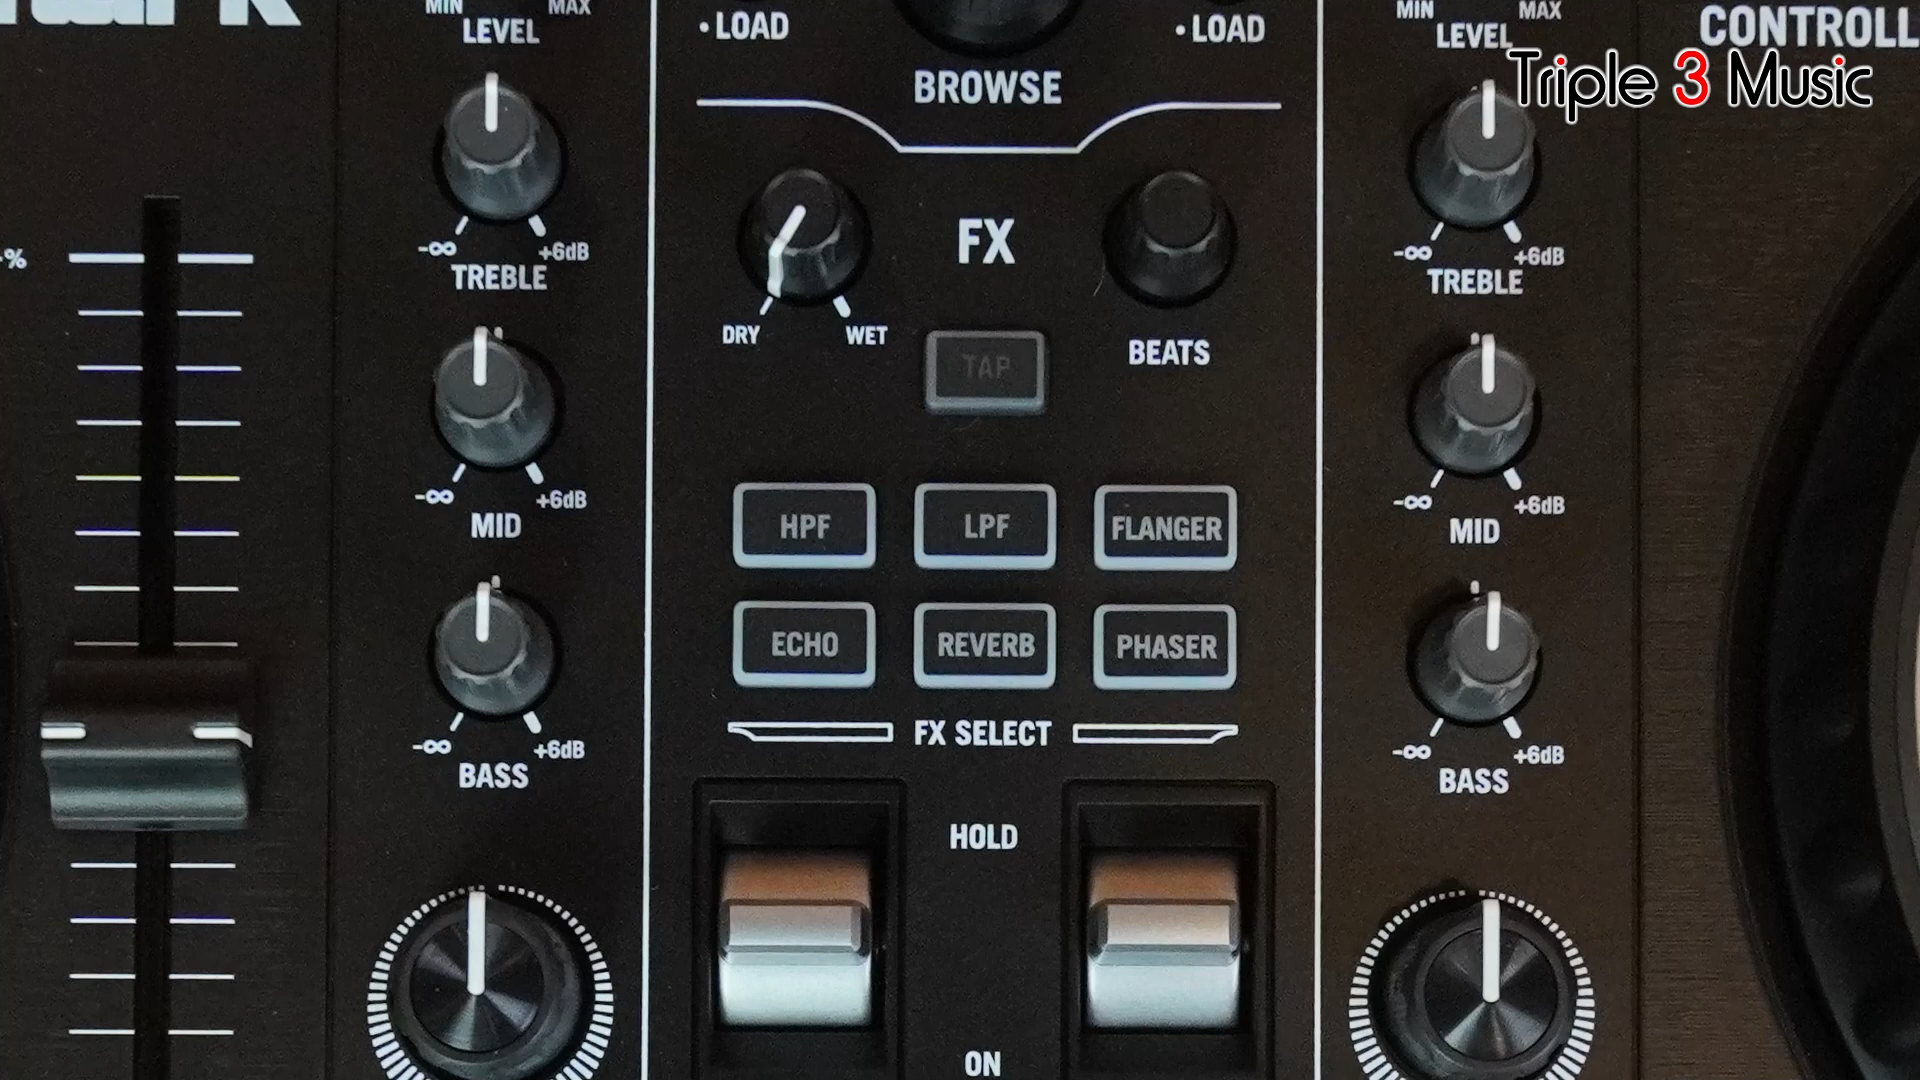 MIN MAX
LEVEL
• LOAD
• LOAD
BROWSE
MIN MAX
LEVEL
Triple 3 Music
-∞ +6dB
TREBLE
FX
DRY WET
TAP
BEATS
-∞ +6dB
TREBLE
%
-∞ +6dB
MID
HPF LPF FLANGER
ECHO REVERB PHASER
FX SELECT
-∞ +6dB
MID
-∞ +6dB
BASS
HOLD
ON
-∞ +6dB
BASS